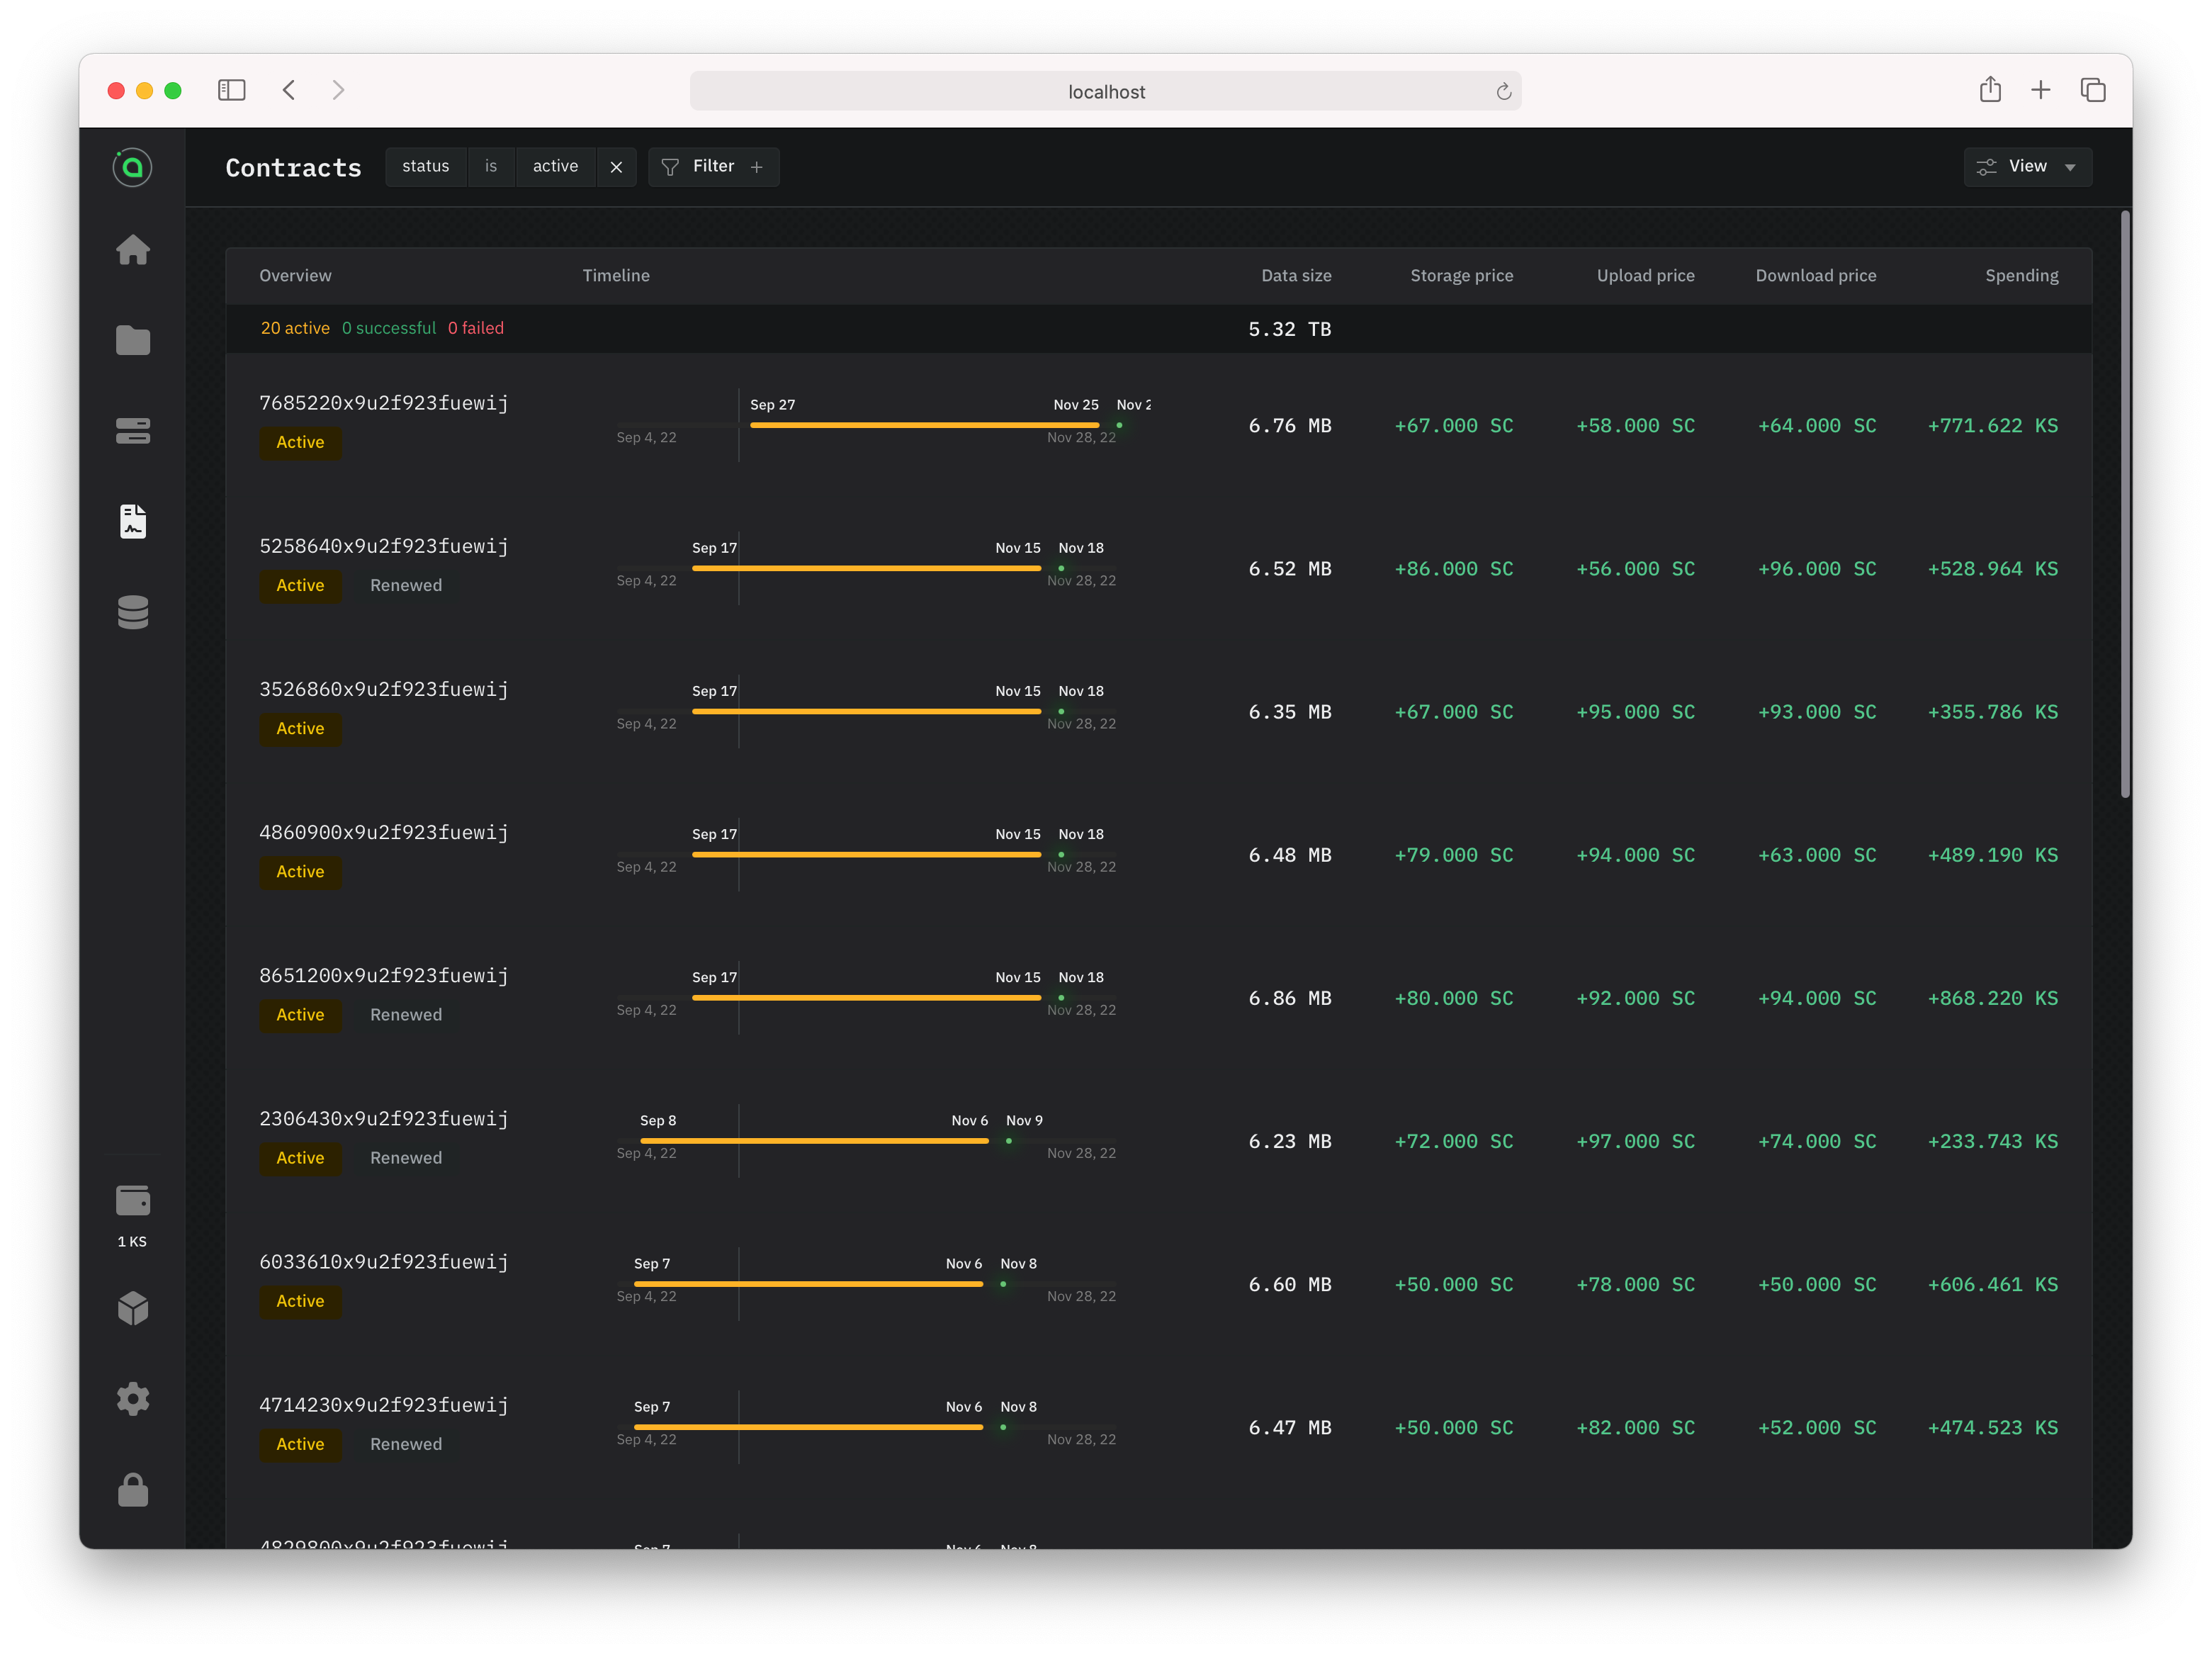 localhost
Contracts status is active Filter View
Overview Timeline Data size Storage price Upload price Download price Spending
20 active 0 successful 0 failed 5.32 TB
7685220x9u2f923fuewij
Active
Sep 27 Nov 25 Nov 2
Sep 4, 22 Nov 28, 22
6.76 MB +67.000 SC +58.000 SC +64.000 SC +771.622 KS
5258640x9u2f923fuewij
Active Renewed
Sep 17 Nov 15 Nov 18
Sep 4, 22 Nov 28, 22
6.52 MB +86.000 SC +56.000 SC +96.000 SC +528.964 KS
3526860x9u2f923fuewij
Active
Sep 17 Nov 15 Nov 18
Sep 4, 22 Nov 28, 22
6.35 MB +67.000 SC +95.000 SC +93.000 SC +355.786 KS
4860900x9u2f923fuewij
Active
Sep 17 Nov 15 Nov 18
Sep 4, 22 Nov 28, 22
6.48 MB +79.000 SC +94.000 SC +63.000 SC +489.190 KS
8651200x9u2f923fuewij
Active Renewed
Sep 17 Nov 15 Nov 18
Sep 4, 22 Nov 28, 22
6.86 MB +80.000 SC +92.000 SC +94.000 SC +868.220 KS
2306430x9u2f923fuewij
Active Renewed
Sep 8 Nov 6 Nov 9
Sep 4, 22 Nov 28, 22
6.23 MB +72.000 SC +97.000 SC +74.000 SC +233.743 KS
6033610x9u2f923fuewij
Active
Sep 7 Nov 6 Nov 8
Sep 4, 22 Nov 28, 22
6.60 MB +50.000 SC +78.000 SC +50.000 SC +606.461 KS
4714230x9u2f923fuewij
Active Renewed
Sep 7 Nov 6 Nov 8
Sep 4, 22 Nov 28, 22
6.47 MB +50.000 SC +82.000 SC +52.000 SC +474.523 KS
4829800x9u2f923fuewij
Sep 7 Nov 6 Nov 8
1 KS